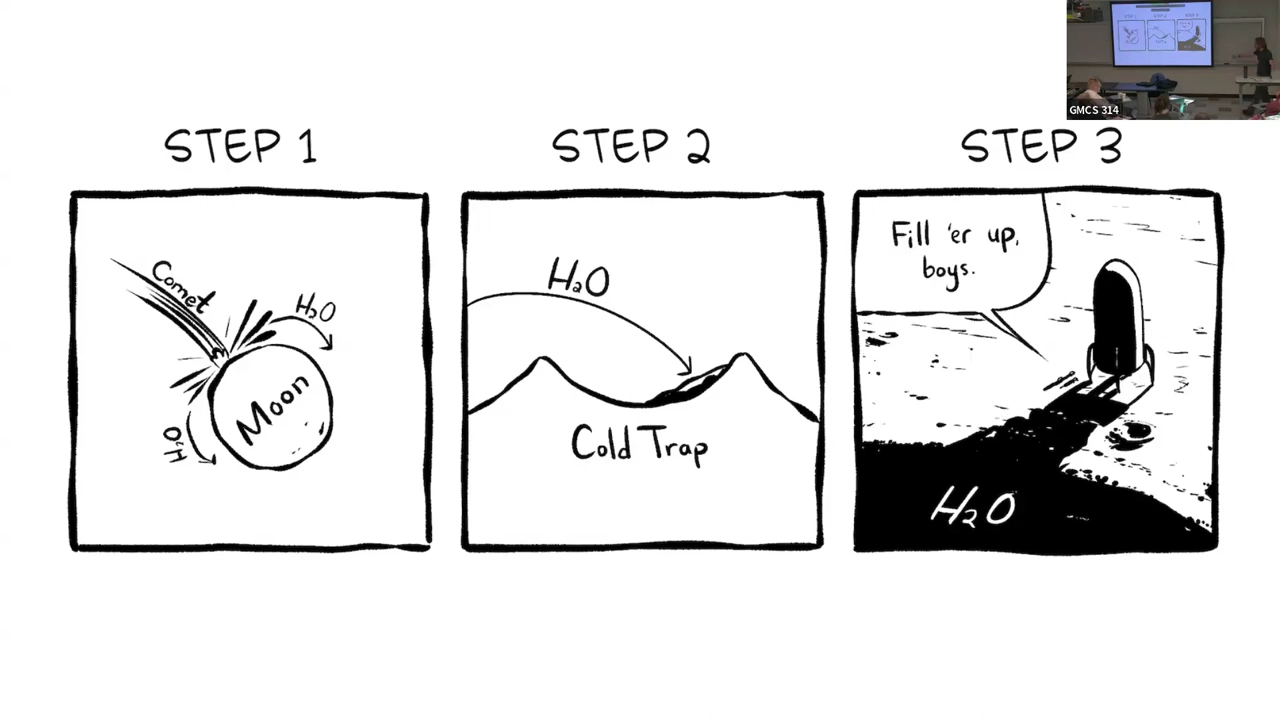 GMCS 314
STEP 1
STEP 2
STEP 3
Comet
H₂O
Moon
H₂O
H₂O
Cold Trap
Fill 'er up,
boys.
H₂O